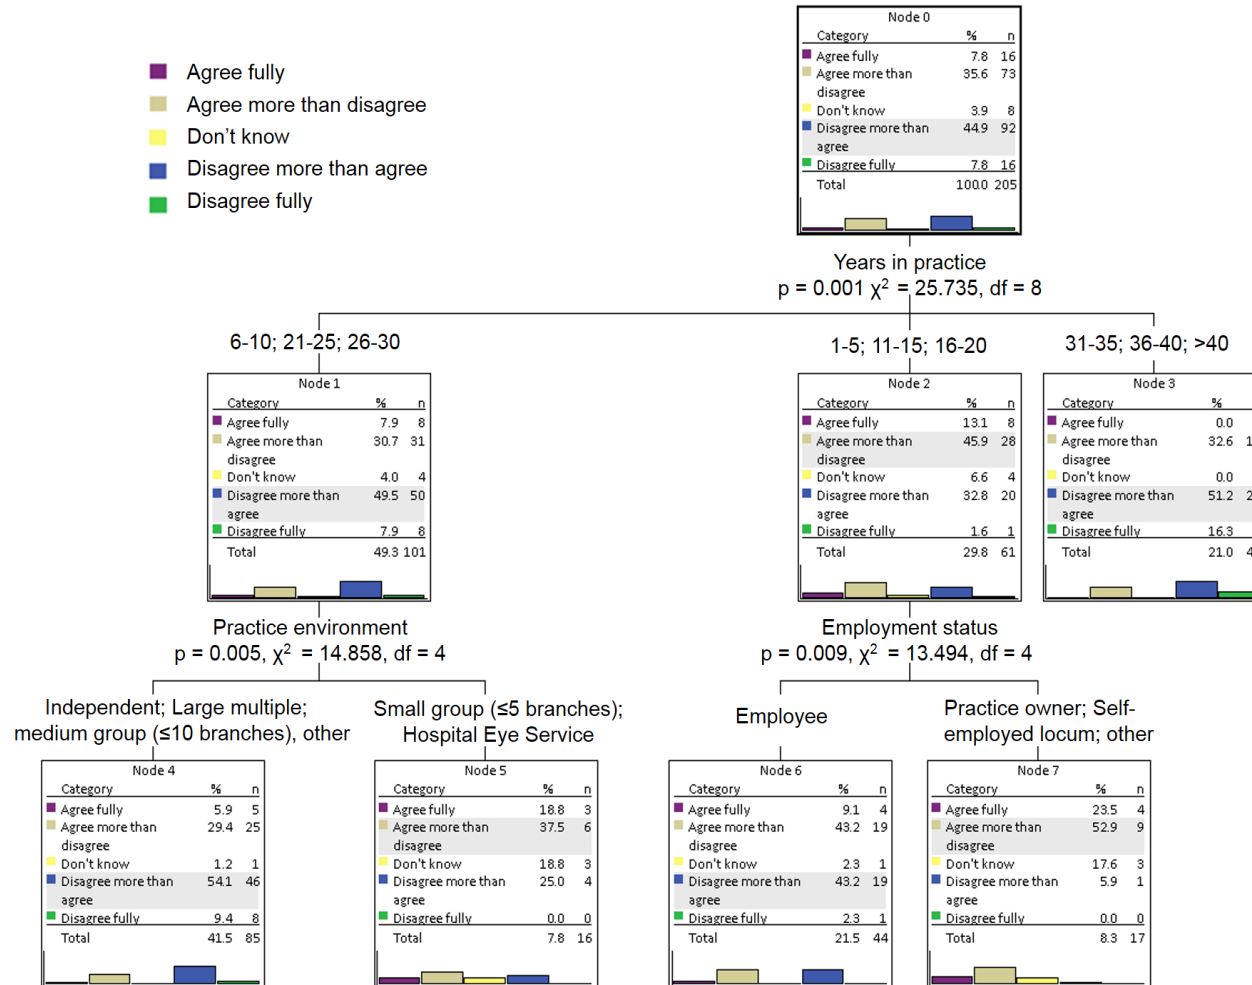 Agree fully
Agree more than disagree
Don't know
Disagree more than agree
Disagree fully
Node 0
Category % n
Agree fully 7.8 16
Agree more than 35.6 73
disagree
Don't know 3.9 8
Disagree more than 44.9 92
agree
Disagree fully 7.8 16
Total 100.0 205
Years in practice
p = 0.001 χ² = 25.735, df = 8
6-10; 21-25; 26-30
1-5; 11-15; 16-20
31-35; 36-40; >40
Node 1
Category % n
Agree fully 7.9 8
Agree more than 30.7 31
disagree
Don't know 4.0 4
Disagree more than 49.5 50
agree
Disagree fully 7.9 8
Total 49.3 101
Node 2
Category % n
Agree fully 13.1 8
Agree more than 45.9 28
disagree
Don't know 6.6 4
Disagree more than 32.8 20
agree
Disagree fully 1.6 1
Total 29.8 61
Node 3
Category %
Agree fully 0.0
Agree more than 32.6 1
disagree
Don't know 0.0
Disagree more than 51.2 2
agree
Disagree fully 16.3
Total 21.0 4
Practice environment
p = 0.005, χ² = 14.858, df = 4
Employment status
p = 0.009, χ² = 13.494, df = 4
Independent; Large multiple;
medium group (≤10 branches), other
Small group (≤5 branches);
Hospital Eye Service
Employee
Practice owner; Self-
employed locum; other
Node 4
Category % n
Agree fully 5.9 5
Agree more than 29.4 25
disagree
Don't know 1.2 1
Disagree more than 54.1 46
agree
Disagree fully 9.4 8
Total 41.5 85
Node 5
Category % n
Agree fully 18.8 3
Agree more than 37.5 6
disagree
Don't know 18.8 3
Disagree more than 25.0 4
agree
Disagree fully 0.0 0
Total 7.8 16
Node 6
Category % n
Agree fully 9.1 4
Agree more than 43.2 19
disagree
Don't know 2.3 1
Disagree more than 43.2 19
agree
Disagree fully 2.3 1
Total 21.5 44
Node 7
Category % n
Agree fully 23.5 4
Agree more than 52.9 9
disagree
Don't know 17.6 3
Disagree more than 5.9 1
agree
Disagree fully 0.0 0
Total 8.3 17